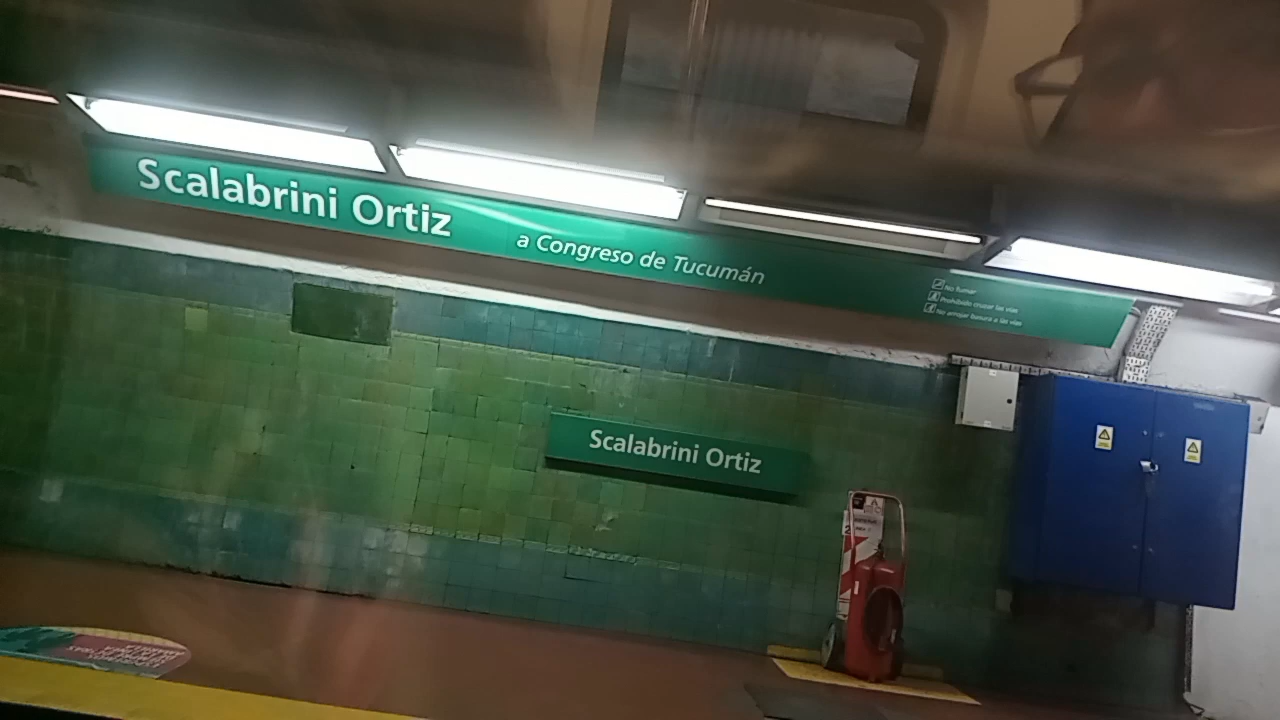 Scalabrini Ortiz
a Congreso de Tucumán
No fumar
Prohibido cruzar las vías
No arrojar basura a las vías
Scalabrini Ortiz